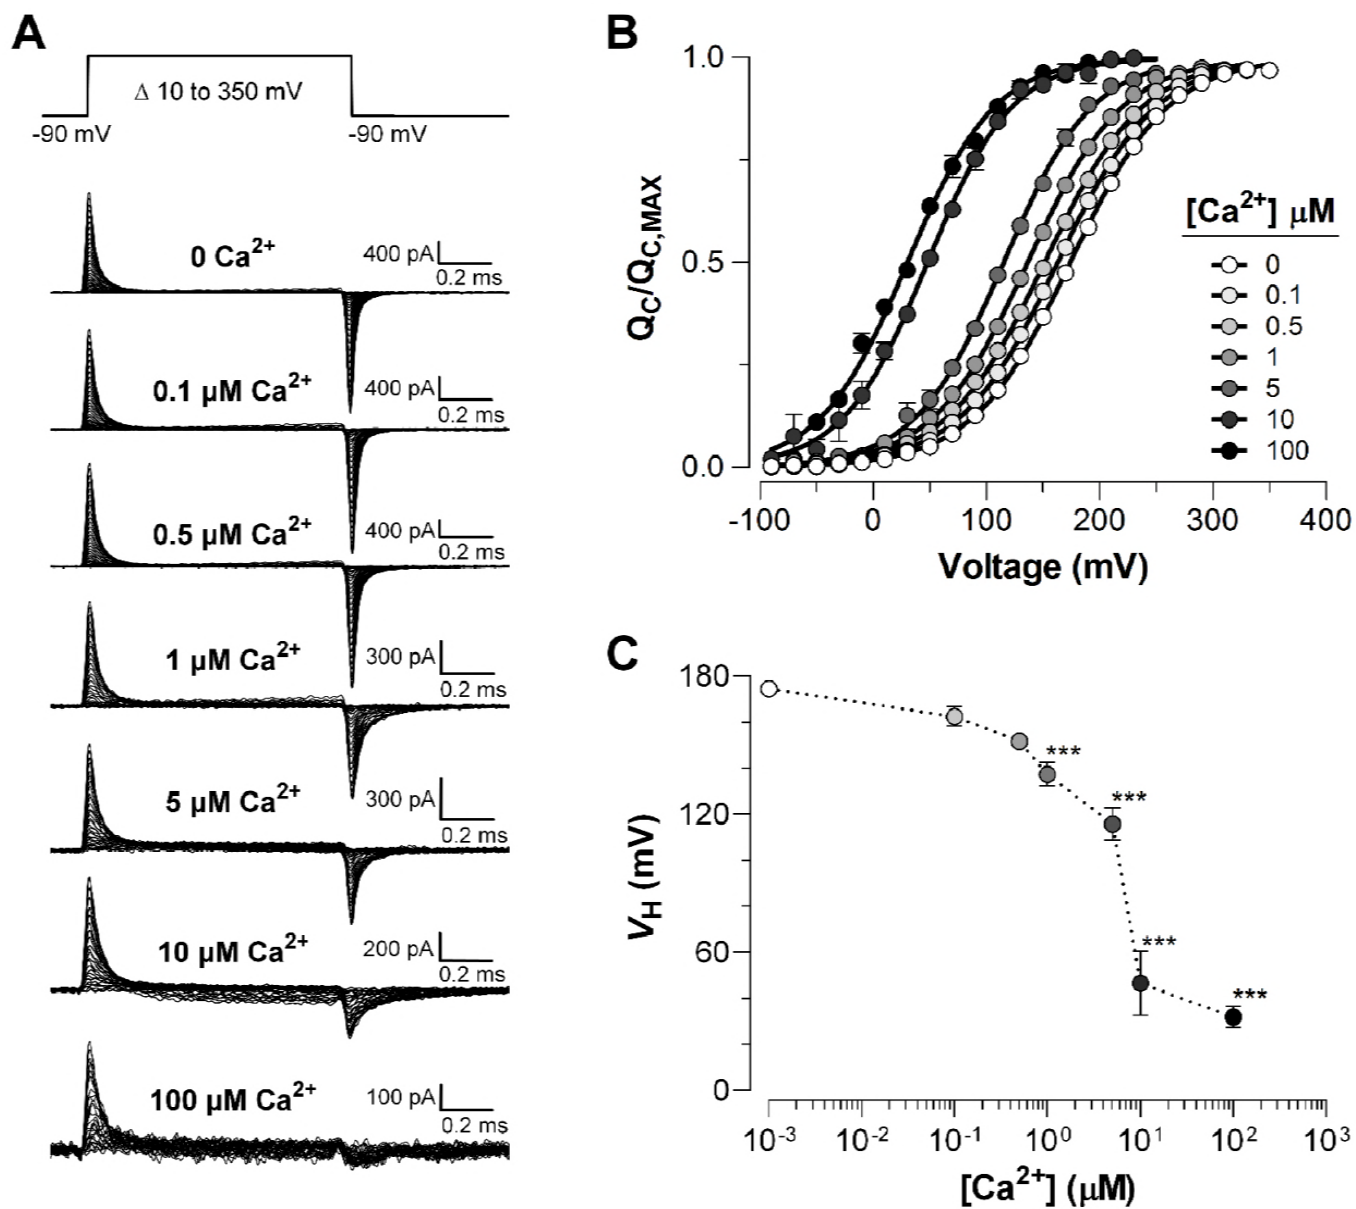 A
Δ 10 to 350 mV
-90 mV
-90 mV
0 Ca²⁺
400 pA
0.2 ms
0.1 µM Ca²⁺
400 pA
0.2 ms
0.5 µM Ca²⁺
400 pA
0.2 ms
1 µM Ca²⁺
300 pA
0.2 ms
5 µM Ca²⁺
300 pA
0.2 ms
10 µM Ca²⁺
200 pA
0.2 ms
100 µM Ca²⁺
100 pA
0.2 ms
B
1.0
0.5
0.0
Q_C/Q_C,MAX
-100 0 100 200 300 400
Voltage (mV)
[Ca²⁺] µM
0
0.1
0.5
1
5
10
100
C
180
120
60
0
V_H (mV)
***
***
***
***
10⁻³ 10⁻² 10⁻¹ 10⁰ 10¹ 10² 10³
[Ca²⁺] (µM)